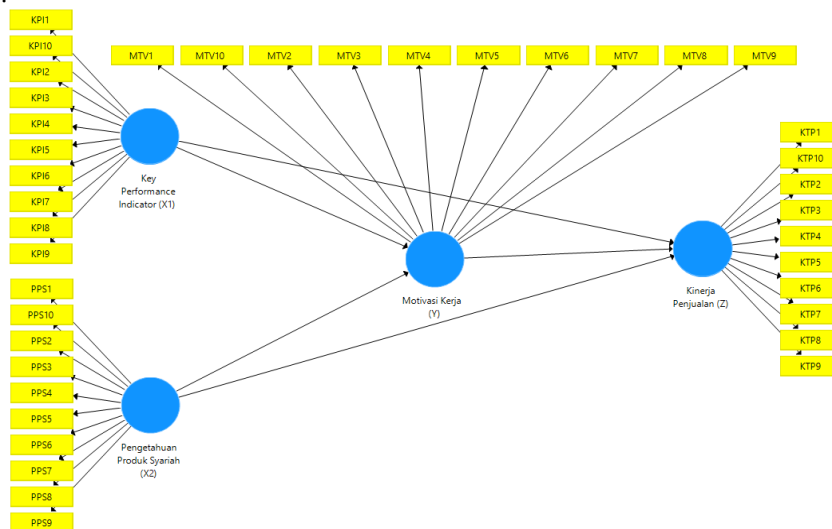 KPI1
KPI10
KPI2
KPI3
KPI4
KPI5
KPI6
KPI7
KPI8
KPI9
Key
Performance
Indicator (X1)
MTV1
MTV10
MTV2
MTV3
MTV4
MTV5
MTV6
MTV7
MTV8
MTV9
Motivasi Kerja
(Y)
KTP1
KTP10
KTP2
KTP3
KTP4
KTP5
KTP6
KTP7
KTP8
KTP9
Kinerja
Penjualan (Z)
PPS1
PPS10
PPS2
PPS3
PPS4
PPS5
PPS6
PPS7
PPS8
PPS9
Pengetahuan
Produk Syariah
(X2)